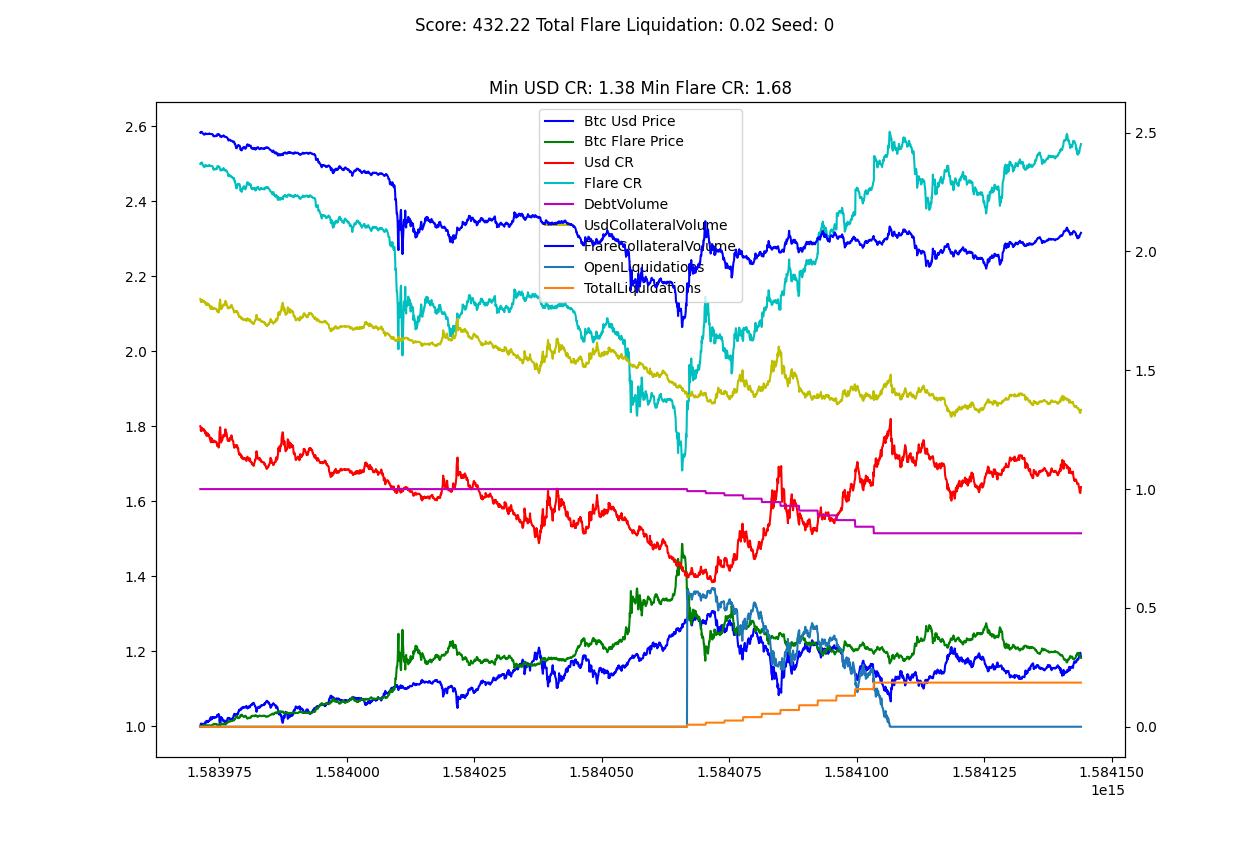 Score: 432.22 Total Flare Liquidation: 0.02 Seed: 0
Min USD CR: 1.38 Min Flare CR: 1.68
Btc Usd Price
Btc Flare Price
Usd CR
Flare CR
DebtVolume
UsdCollateralVolume
FlareCollateralVolume
OpenLiquidations
TotalLiquidations
2.6
2.4
2.2
2.0
1.8
1.6
1.4
1.2
1.0
2.5
2.0
1.5
1.0
0.5
0.0
1.583975 1.584000 1.584025 1.584050 1.584075 1.584100 1.584125 1.584150
1e15